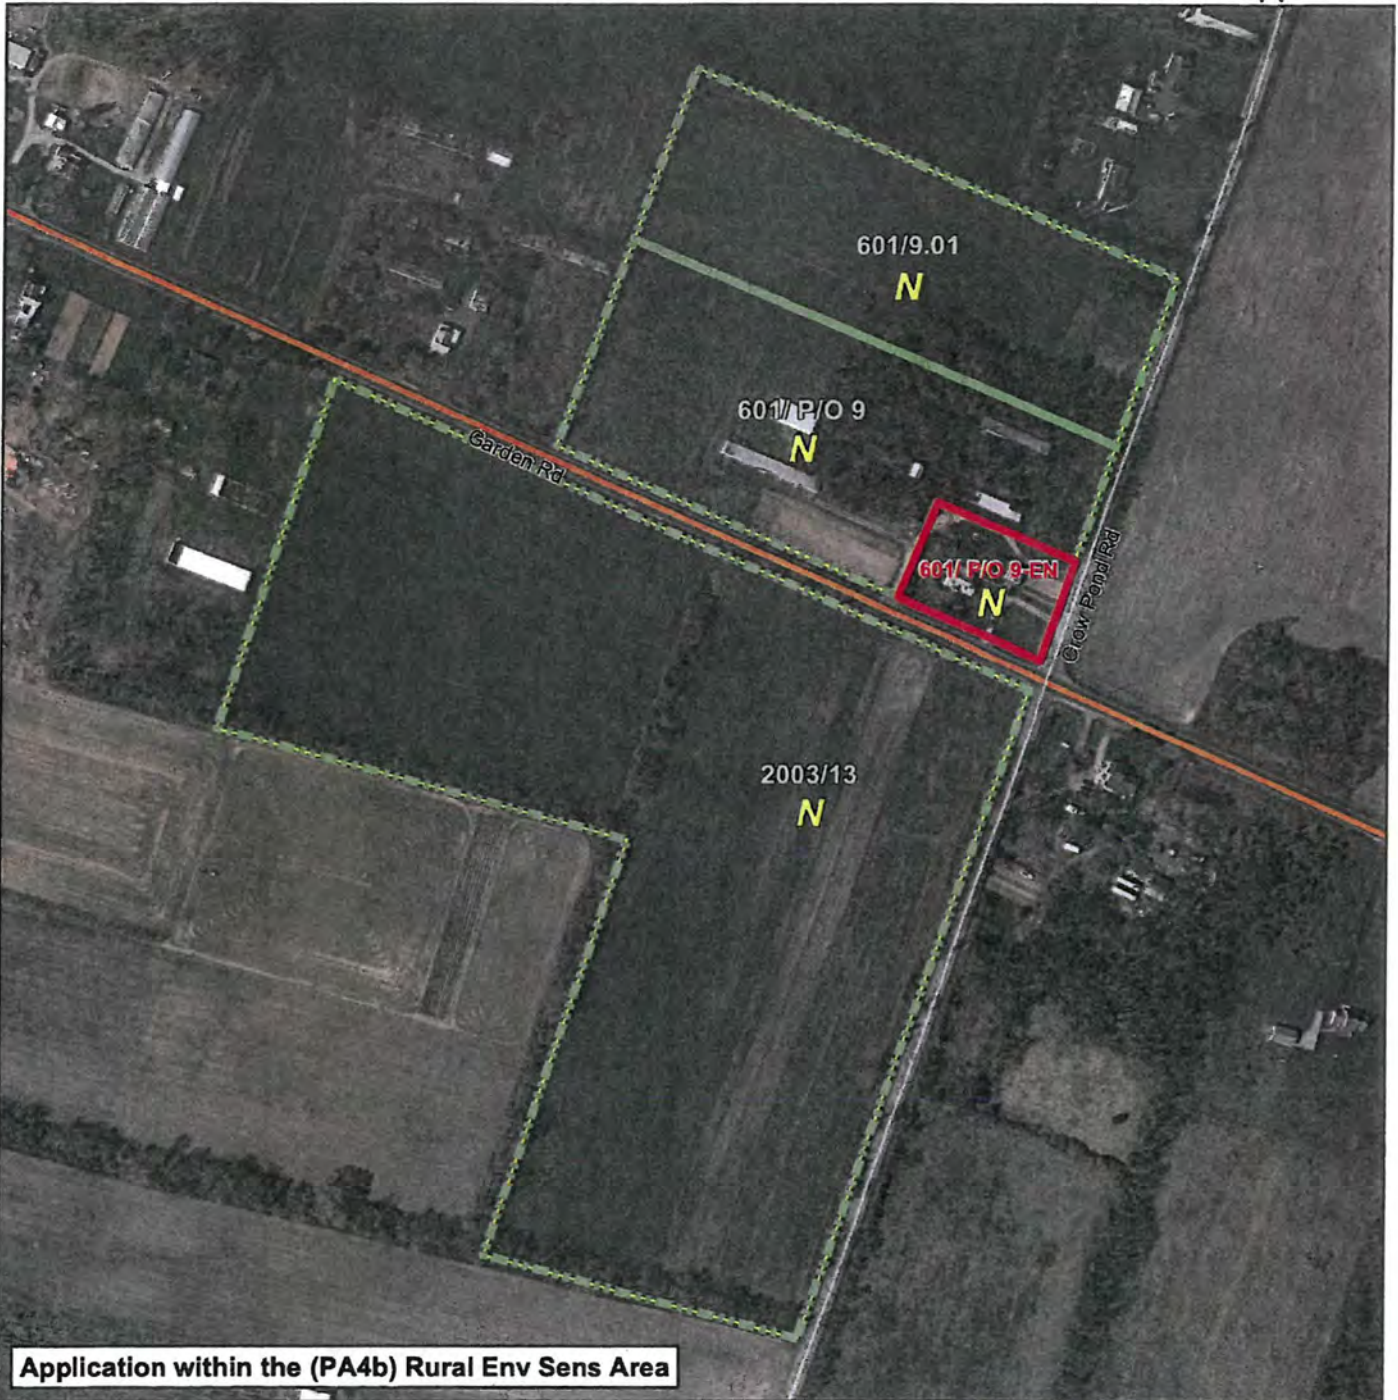 601/9.01
N
601/ P/O 9
N
Garden Rd
601/ P/O 9-EN
N
Crow Pond Rd
2003/13
N
Application within the (PA4b) Rural Env Sens Area